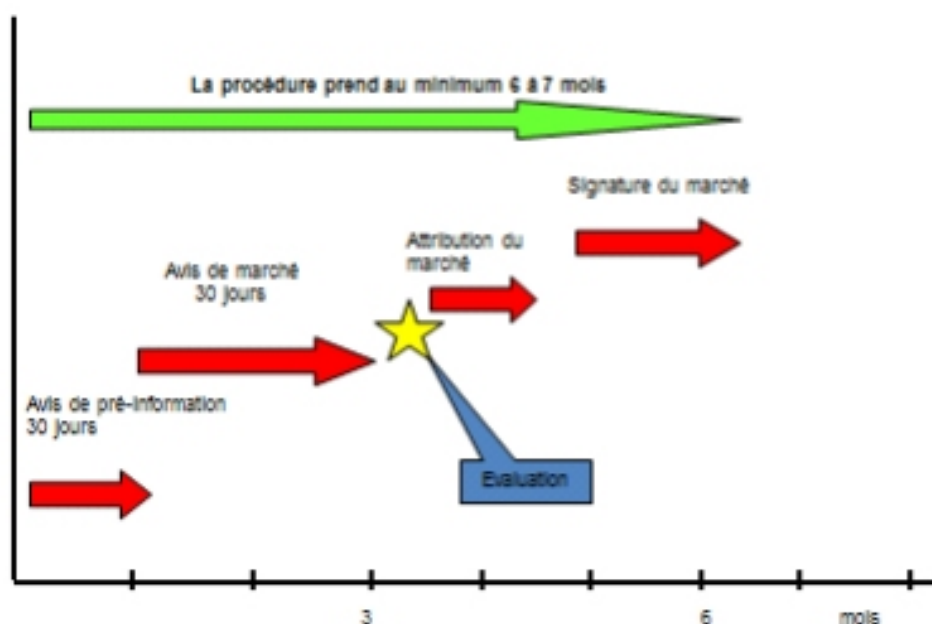 La procédure prend au minimum 6 à 7 mois
Signature du marché
Attribution du
marché
Avis de marché
30 jours
Avis de pré-information
30 jours
Evaluation
3
6
mois